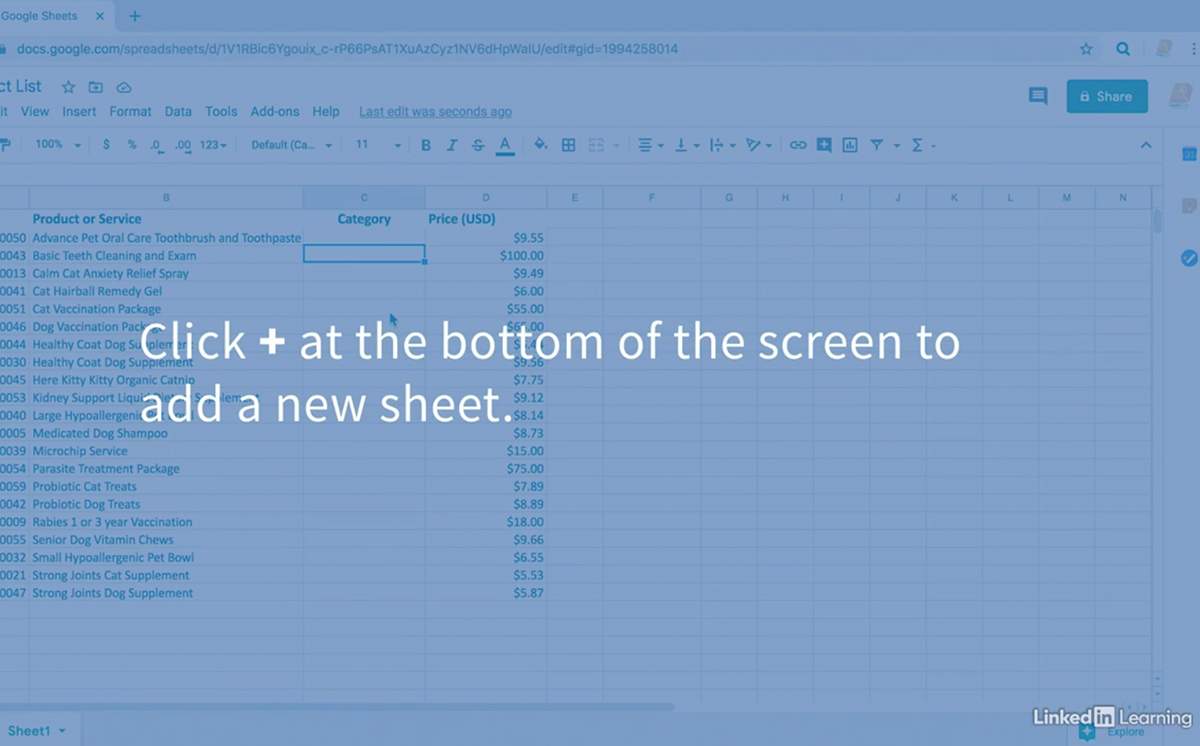 Google Sheets × +
docs.google.com/spreadsheets/d/1V1RBic6Ygouix_c-rP66PsAT1XuAzCyz1NV6dHpWaIU/edit#gid=1994258014
ct List
it View Insert Format Data Tools Add-ons Help Last edit was seconds ago
Share
100% $ % .0 .00 123 Default (Ca... 11 B I S A
B C D E F G H I J K L M N
Product or Service Category Price (USD)
0050 Advance Pet Oral Care Toothbrush and Toothpaste $9.55
0043 Basic Teeth Cleaning and Exam $100.00
0013 Calm Cat Anxiety Relief Spray $9.49
0041 Cat Hairball Remedy Gel $6.00
0051 Cat Vaccination Package $55.00
0046 Dog Vaccination
Click + at the bottom of the screen to
0044 Healthy Coat Dog Supplement
0030 Healthy Coat Dog Supplement $9.56
0045 Here Kitty Kitty Organic Catnip $7.75
0053 Kidney Support $9.12
add a new sheet.
0040 Large Hypoallergenic $8.14
0005 Medicated Dog Shampoo $8.73
0039 Microchip Service $15.00
0054 Parasite Treatment Package $75.00
0059 Probiotic Cat Treats $7.89
0042 Probiotic Dog Treats $8.89
0009 Rabies 1 or 3 year Vaccination $18.00
0055 Senior Dog Vitamin Chews $9.66
0032 Small Hypoallergenic Pet Bowl $6.55
0021 Strong Joints Cat Supplement $5.53
0047 Strong Joints Dog Supplement $5.87
LinkedIn Learning
Sheet1
Explore